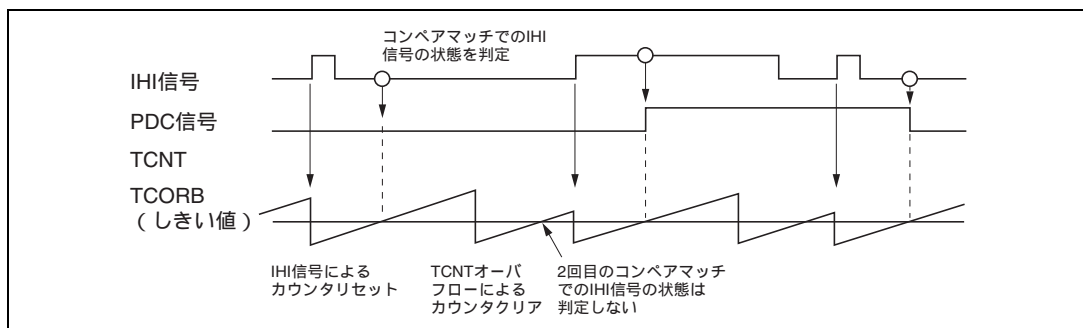 コンペアマッチでのIHI
信号の状態を判定
IHI信号
PDC信号
TCNT
TCORB
（しきい値）
IHI信号による
カウンタリセット
TCNTオーバ
フローによる
カウンタクリア
2回目のコンペアマッチ
でのIHI信号の状態は
判定しない